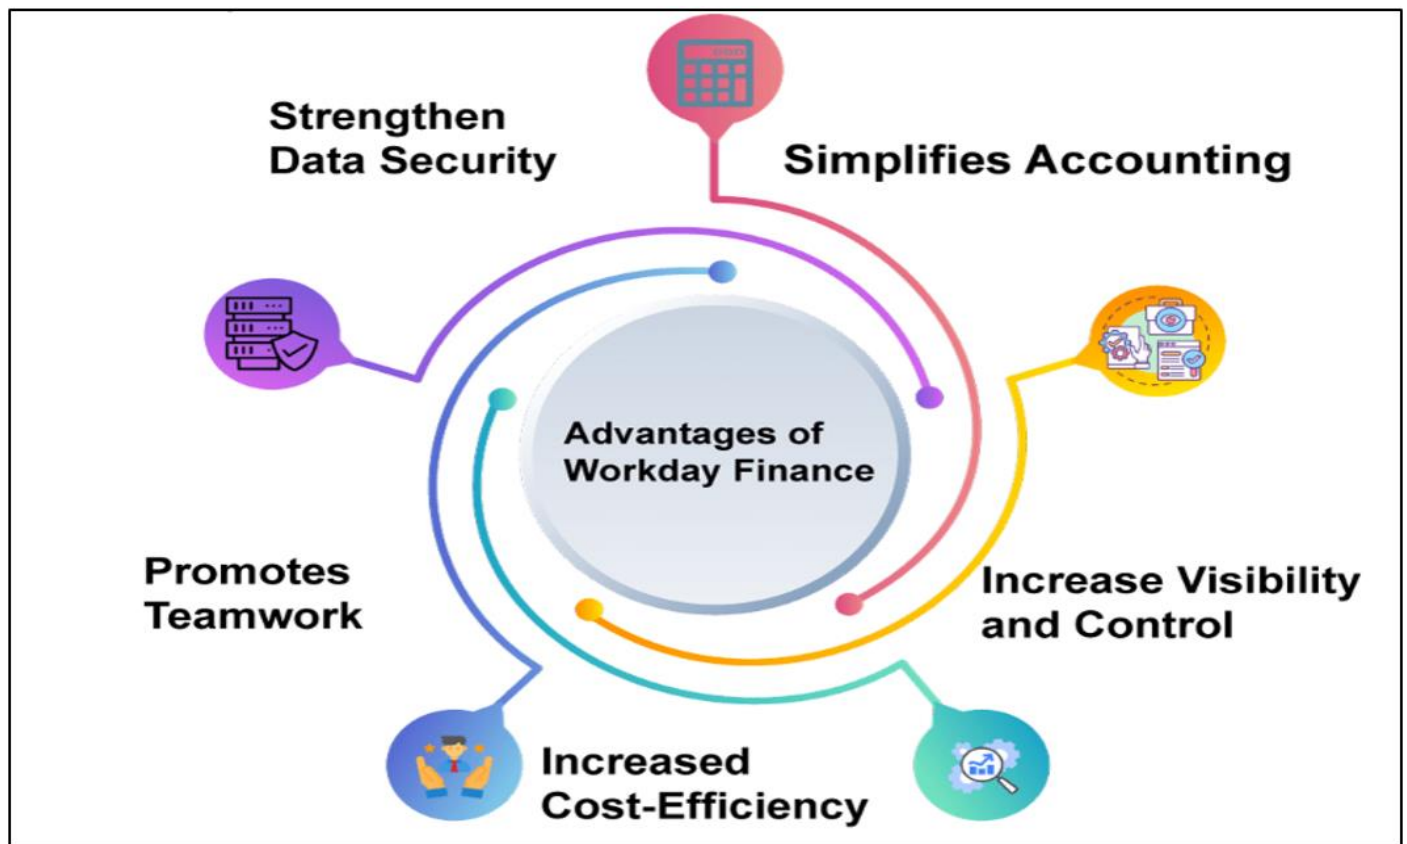 Strengthen
Data Security
Simplifies Accounting
Advantages of
Workday Finance
Promotes
Teamwork
Increase Visibility
and Control
Increased
Cost-Efficiency